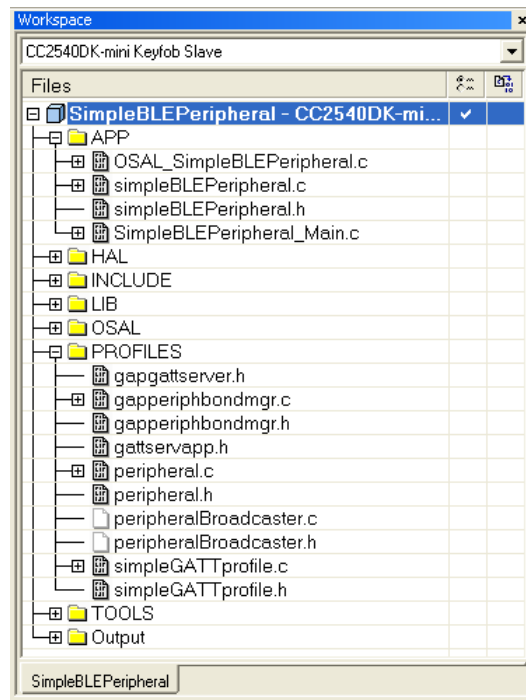 Workspace
CC2540DK-mini Keyfob Slave
Files
SimpleBLEPeripheral - CC2540DK-mi...
APP
OSAL_SimpleBLEPeripheral.c
simpleBLEPeripheral.c
simpleBLEPeripheral.h
SimpleBLEPeripheral_Main.c
HAL
INCLUDE
LIB
OSAL
PROFILES
gapgattserver.h
gapperiphbondmgr.c
gapperiphbondmgr.h
gattservapp.h
peripheral.c
peripheral.h
peripheralBroadcaster.c
peripheralBroadcaster.h
simpleGATTprofile.c
simpleGATTprofile.h
TOOLS
Output
SimpleBLEPeripheral